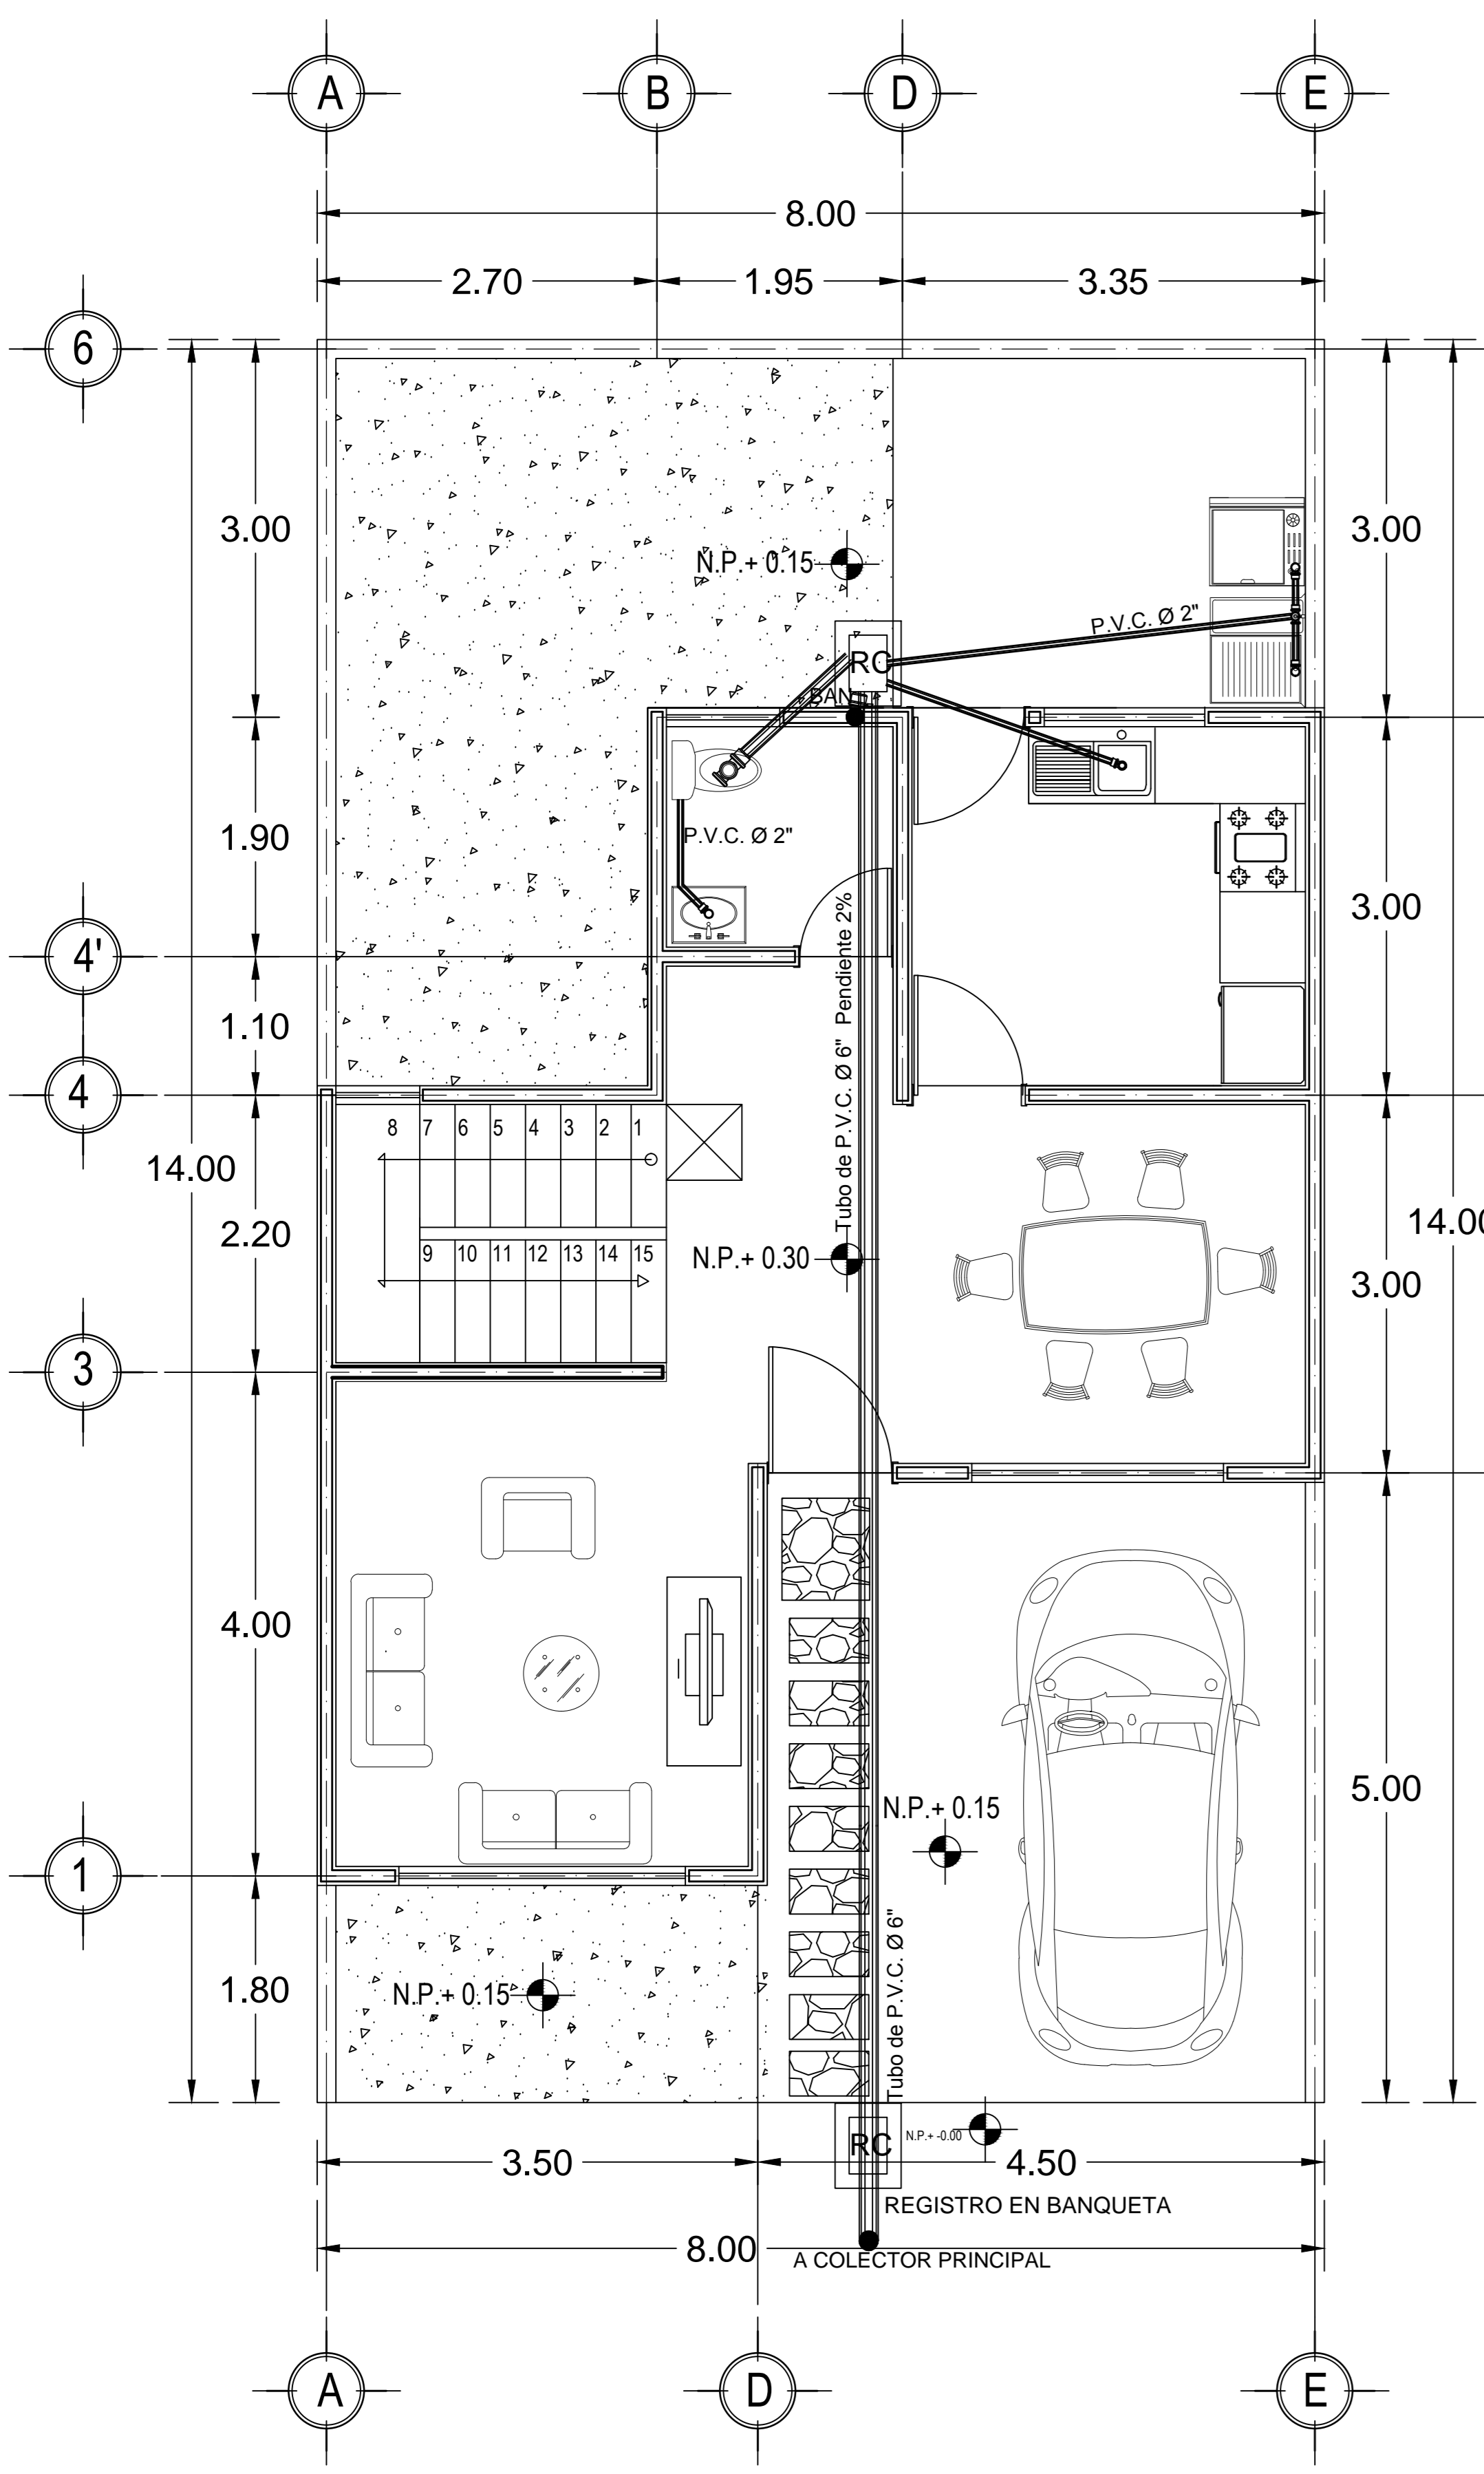 A B D E
8.00
2.70 1.95 3.35
6
3.00
3.00
N.P.+ 0.15
P.V.C. Ø 2"
RC
BAN
1.90
P.V.C. Ø 2"
3.00
4'
Tubo de P.V.C. Ø 6" Pendiente 2%
1.10
4
8 7 6 5 4 3 2 1
14.00
2.20
14.00
9 10 11 12 13 14 15
N.P.+ 0.30
3.00
3
4.00
5.00
N.P.+ 0.15
1
1.80
N.P.+ 0.15
Tubo de P.V.C. Ø 6"
RC
N.P.+ -0.00
3.50 4.50
REGISTRO EN BANQUETA
8.00
A COLECTOR PRINCIPAL
A D E